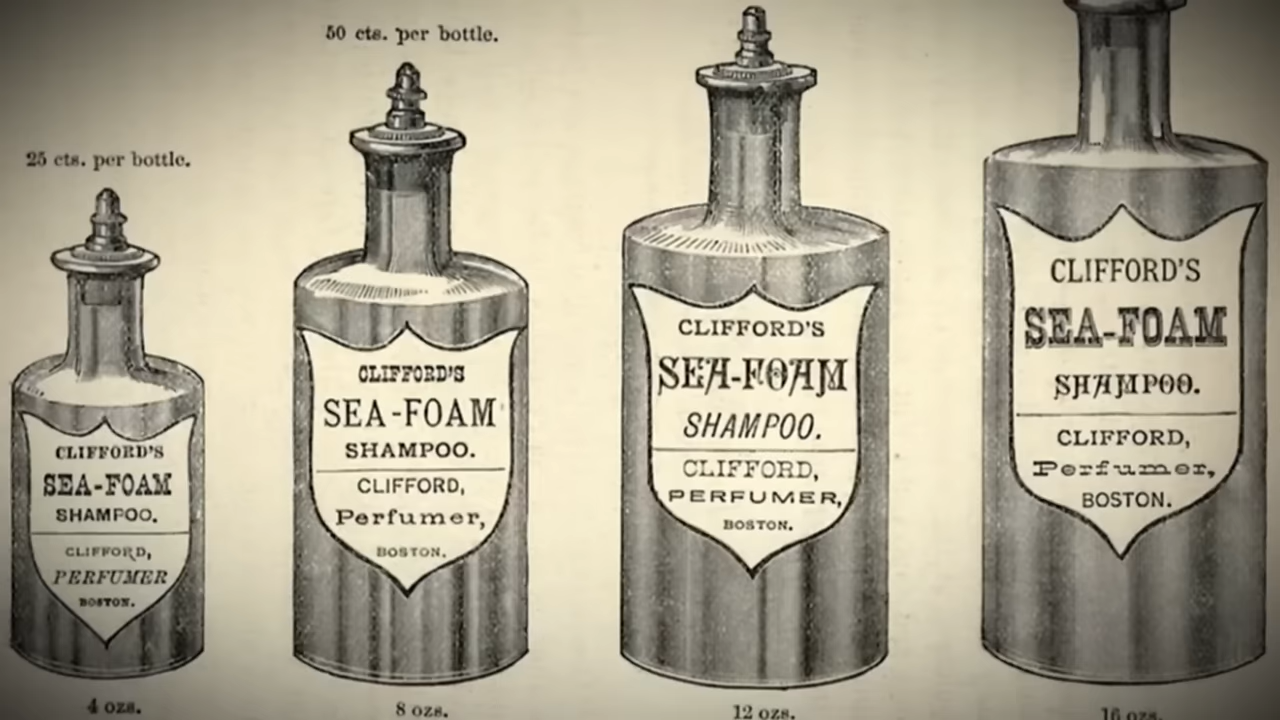 25 cts. per bottle.
CLIFFORD'S
SEA-FOAM
SHAMPOO.
CLIFFORD,
PERFUMER
BOSTON.
4 ozs.
50 cts. per bottle.
CLIFFORD'S
SEA-FOAM
SHAMPOO.
CLIFFORD,
Perfumer,
BOSTON.
8 ozs.
CLIFFORD'S
SEA-FOAM
SHAMPOO.
CLIFFORD,
PERFUMER,
BOSTON.
12 ozs.
CLIFFORD'S
SEA-FOAM
SHAMPOO.
CLIFFORD,
Perfumer,
BOSTON.
16 ozs.